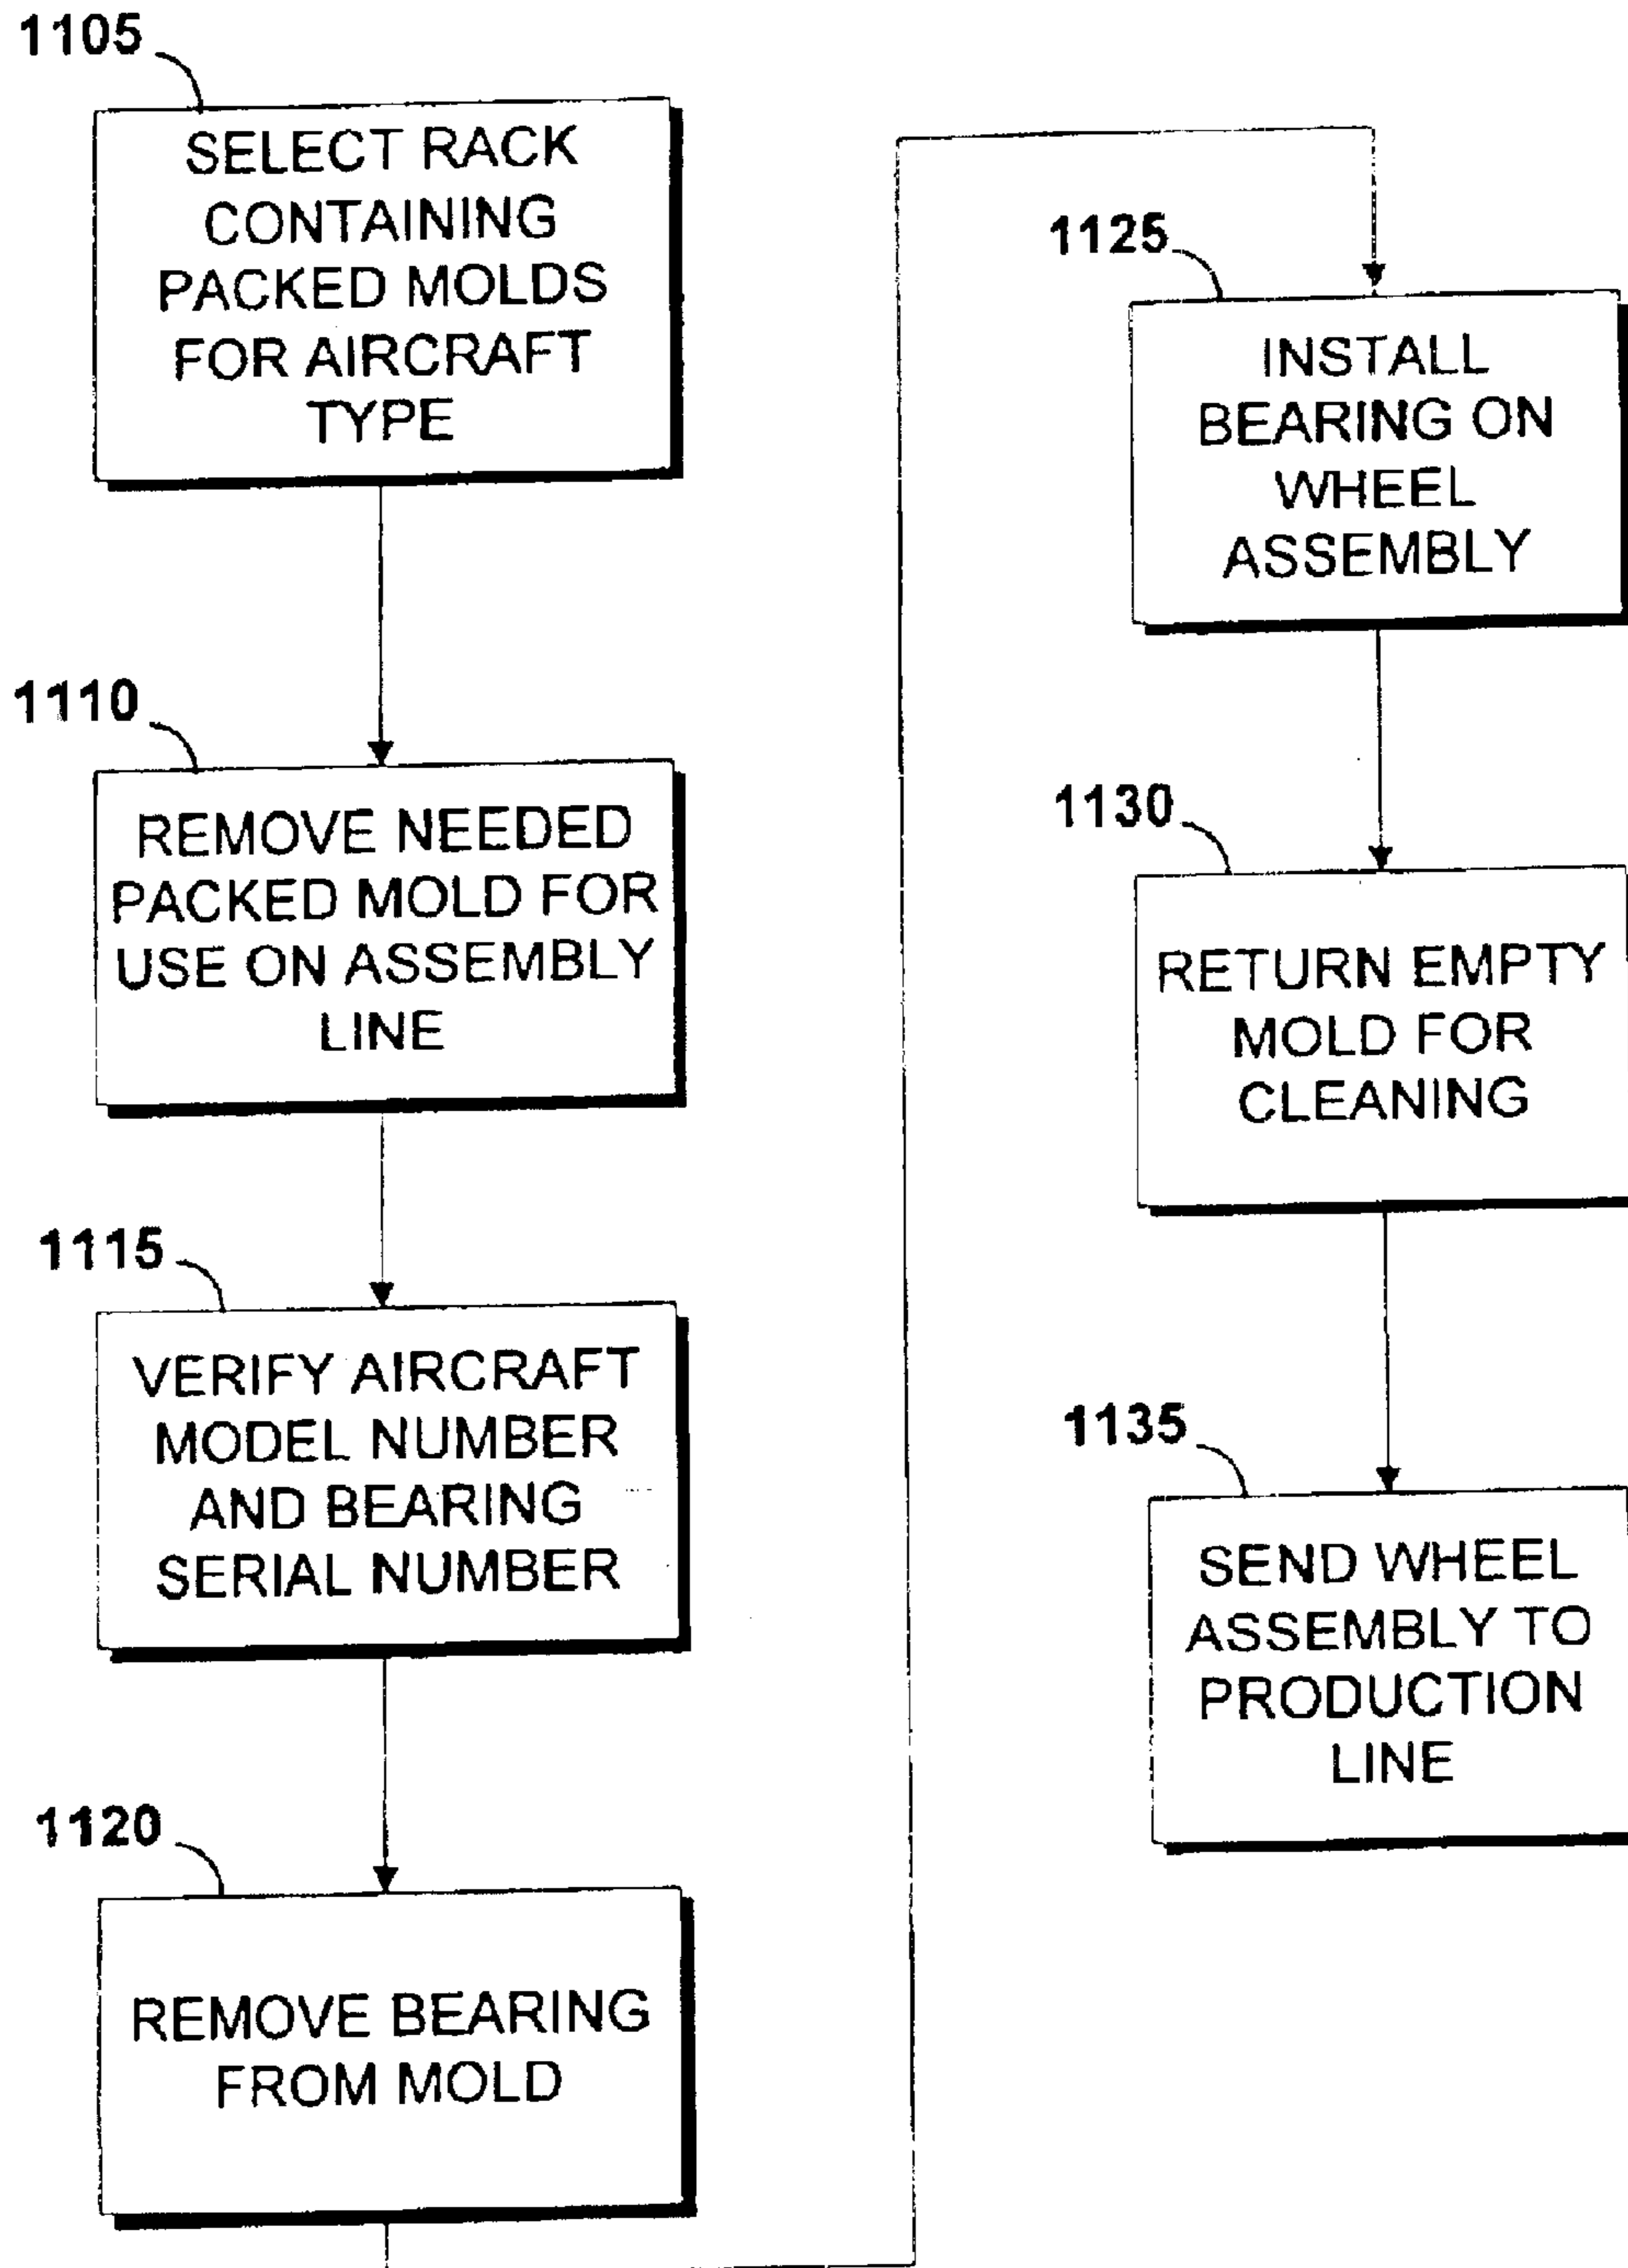 1105
SELECT RACK
CONTAINING
PACKED MOLDS
FOR AIRCRAFT
TYPE
1110
REMOVE NEEDED
PACKED MOLD FOR
USE ON ASSEMBLY
LINE
1115
VERIFY AIRCRAFT
MODEL NUMBER
AND BEARING
SERIAL NUMBER
1120
REMOVE BEARING
FROM MOLD
1125
INSTALL
BEARING ON
WHEEL
ASSEMBLY
1130
RETURN EMPTY
MOLD FOR
CLEANING
1135
SEND WHEEL
ASSEMBLY TO
PRODUCTION
LINE